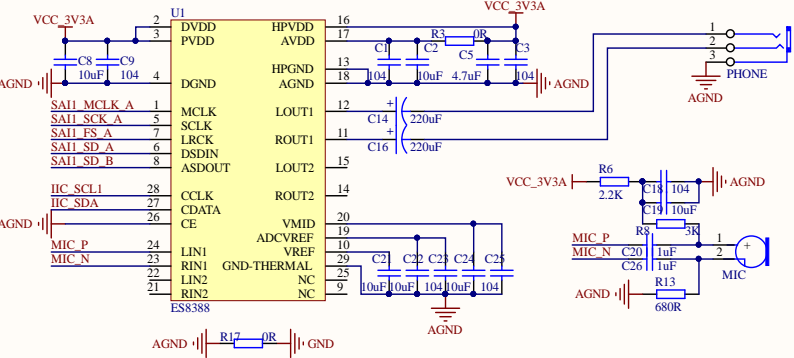 VCC_3V3A
U1
VCC_3V3A
2 DVDD HPVDD 16
3 PVDD AVDD 17
R3 0R
C8 10uF
C9 104
C1 104
C2 10uF
C5 4.7uF
C3 104
HPGND 13
AGND 4 DGND AGND 18 AGND
1
2
3
PHONE
AGND
SAI1_MCLK_A 1 MCLK LOUT1 12
SAI1_SCK_A 5 SCLK
+ C14 220uF
SAI1_FS_A 7 LRCK ROUT1 11
SAI1_SD_A 6 DSDIN
+ C16 220uF
SAI1_SD_B 8 ASDOUT LOUT2 15
IIC_SCL1 28 CCLK ROUT2 14
IIC_SDA 27 CDATA
AGND 26 CE VMID 20
ADCVREF 19
MIC_P 24 LIN1 VREF 10
MIC_N 23 RIN1 GND-THERMAL 29
22 LIN2 NC 25
21 RIN2 NC 9
ES8388
C21 C22 C23 C24 C25
10uF 10uF 104 10uF 104
AGND
VCC_3V3A R6 2.2K
C18 104 AGND
C19 10uF
R8 3K
MIC_P C20 1uF 1
MIC_N C26 1uF 2
+
MIC
AGND R13 680R
AGND R17 0R GND